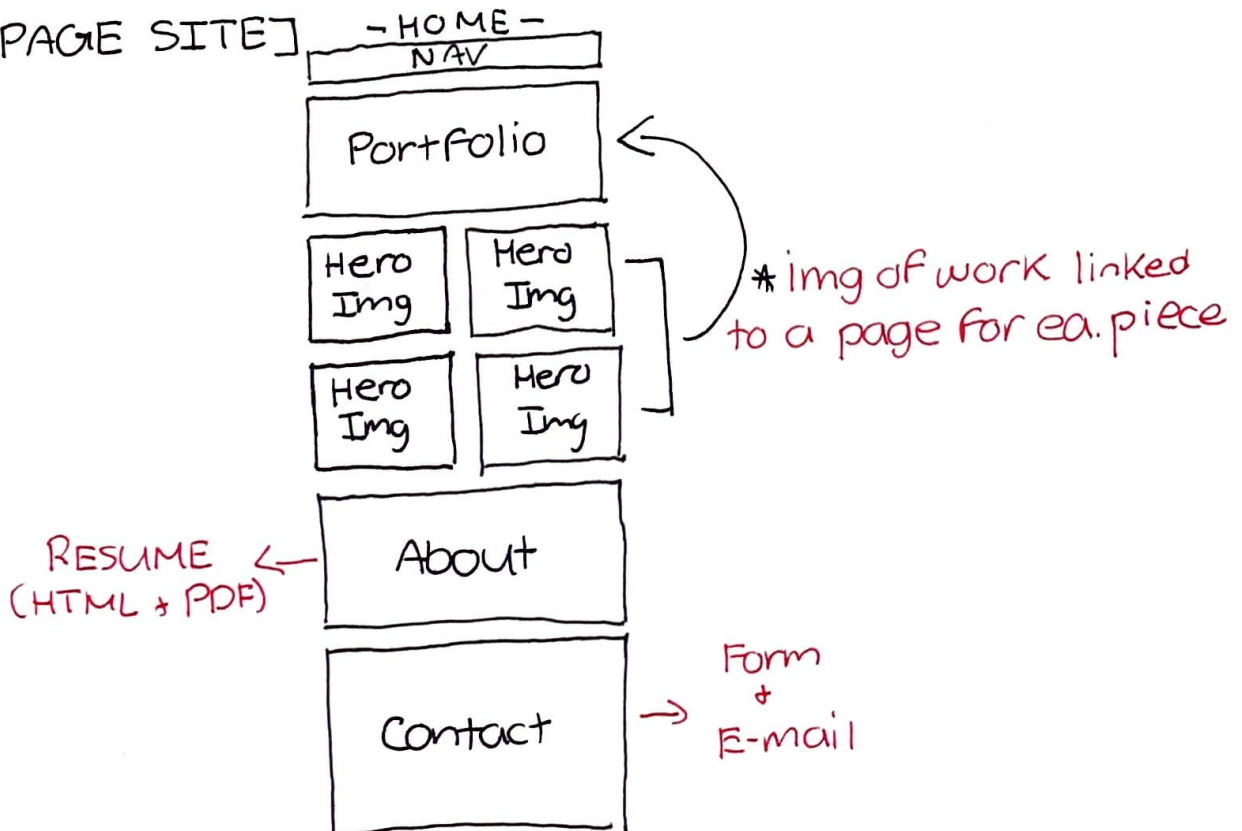 PAGE SITE]
-HOME-
NAV
Portfolio
Hero
Img
Hero
Img
* img of work linked
to a page for ea. piece
Hero
Img
Hero
Img
About
RESUME
(HTML + PDF)
Contact
Form
+
E-mail